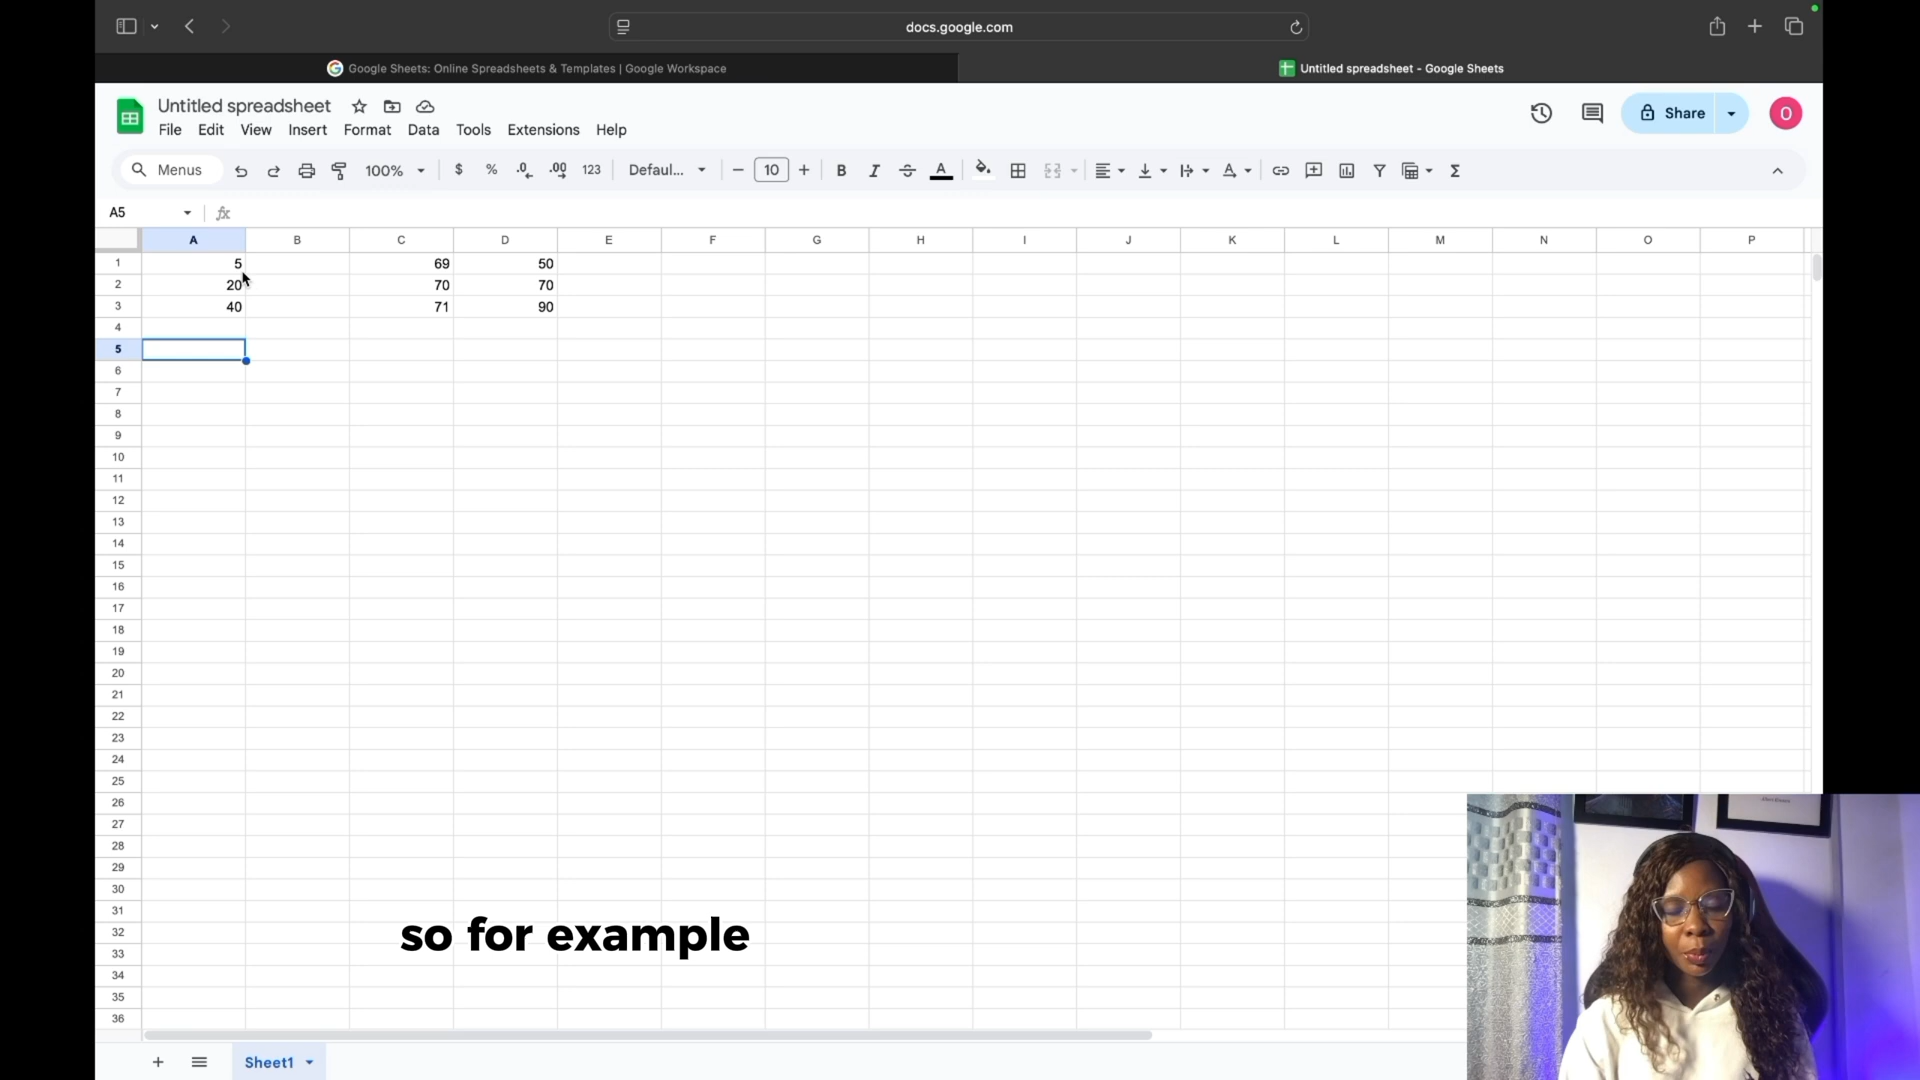 docs.google.com
Google Sheets: Online Spreadsheets & Templates | Google Workspace
Untitled spreadsheet - Google Sheets
Untitled spreadsheet
Share
O
File Edit View Insert Format Data Tools Extensions Help
Menus 100% $ % .0 .00 123 Defaul... 10 B I S A A Σ
A5 fx
A B C D E F G H I J K L M N O P
1 5 69 50
2 20 70 70
3 40 71 90
4
5
6
7
8
9
10
11
12
13
14
15
16
17
18
19
20
21
22
23
24
25
26
27
28
29
30
31
32
33
34
35
36
so for example
Sheet1